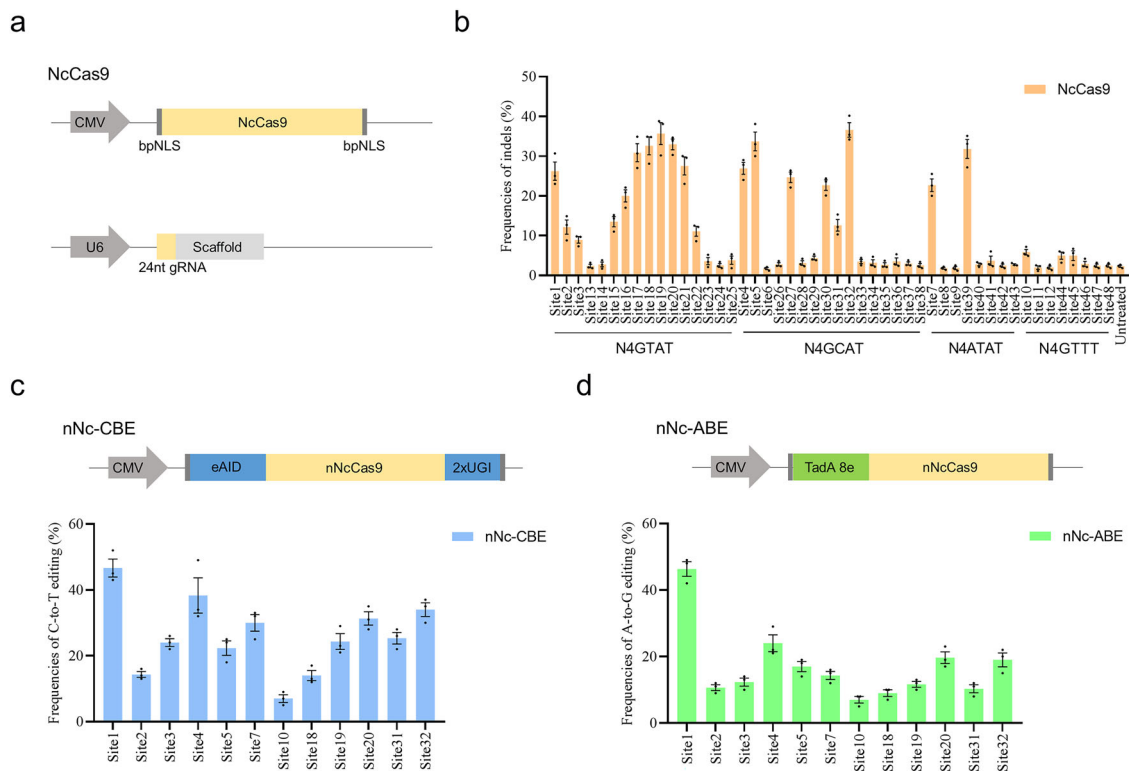 a
NcCas9
CMV
NcCas9
bpNLS
bpNLS
U6
Scaffold
24nt gRNA
b
NcCas9
Frequencies of indels (%)
50
40
30
20
10
0
Site1
Site2
Site3
Site13
Site14
Site15
Site16
Site17
Site18
Site19
Site20
Site21
Site22
Site23
Site24
Site25
Site4
Site5
Site6
Site26
Site27
Site28
Site29
Site30
Site31
Site32
Site33
Site34
Site35
Site36
Site37
Site38
Site7
Site8
Site9
Site39
Site40
Site41
Site42
Site43
Site10
Site11
Site12
Site44
Site45
Site46
Site47
Site48
Untreated
N4GTAT
N4GCAT
N4ATAT
N4GTTT
c
nNc-CBE
CMV
eAID
nNcCas9
2xUGI
nNc-CBE
Frequencies of C-to-T editing (%)
60
40
20
0
Site1
Site2
Site3
Site4
Site5
Site7
Site10
Site18
Site19
Site20
Site31
Site32
d
nNc-ABE
CMV
TadA 8e
nNcCas9
nNc-ABE
Frequencies of A-to-G editing (%)
60
40
20
0
Site1
Site2
Site3
Site4
Site5
Site7
Site10
Site18
Site19
Site20
Site31
Site32